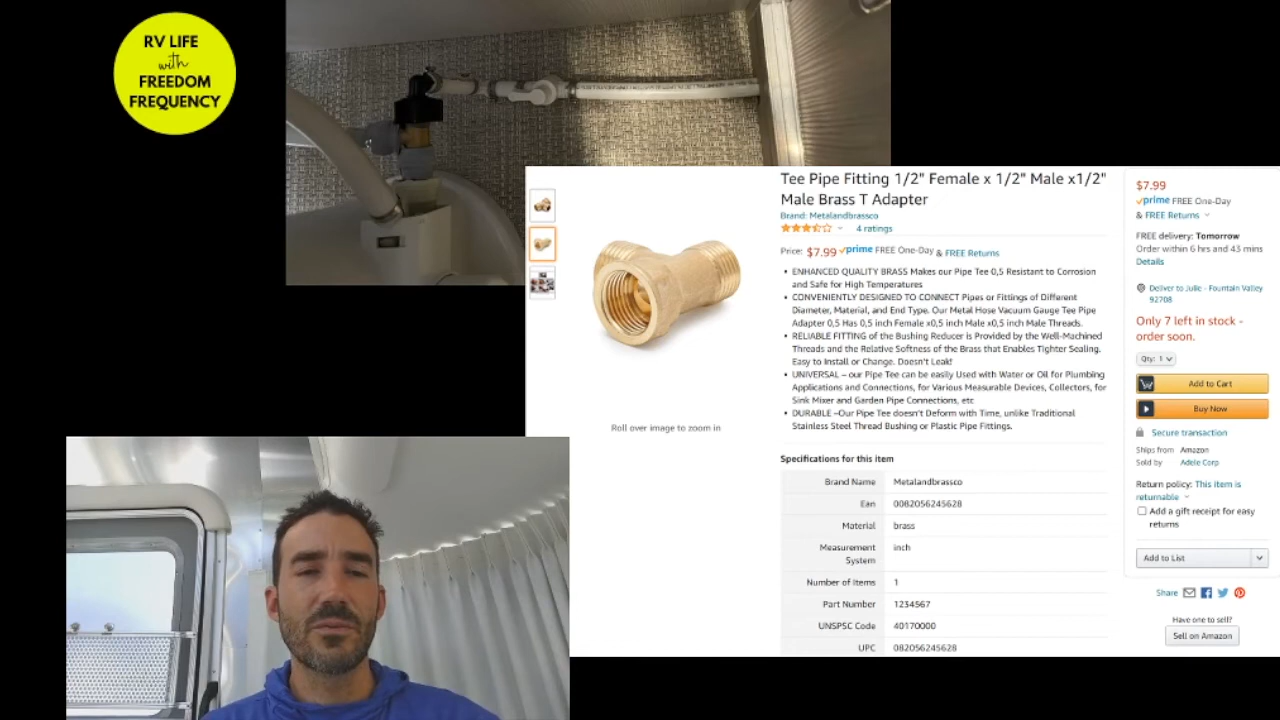 RV LIFE
with
FREEDOM
FREQUENCY
Tee Pipe Fitting 1/2" Female x 1/2" Male x1/2"
Male Brass T Adapter
Brand: Metalandbrassco
4 ratings
Price: $7.99 prime FREE One-Day & FREE Returns
• ENHANCED QUALITY BRASS Makes our Pipe Tee 0,5 Resistant to Corrosion
and Safe for High Temperatures
• CONVENIENTLY DESIGNED TO CONNECT Pipes or Fittings of Different
Diameter, Material, and End Type. Our Metal Hose Vacuum Gauge Tee Pipe
Adapter 0,5 Has 0,5 inch Female x0,5 inch Male x0,5 inch Male Threads.
• RELIABLE FITTING of the Bushing Reducer is Provided by the Well-Machined
Threads and the Relative Softness of the Brass that Enables Tighter Sealing.
Easy to Install or Change. Doesn't Leak!
• UNIVERSAL – our Pipe Tee can be easily Used with Water or Oil for Plumbing
Applications and Connections, for Various Measurable Devices, Collectors, for
Sink Mixer and Garden Pipe Connections, etc
• DURABLE –Our Pipe Tee doesn't Deform with Time, unlike Traditional
Stainless Steel Thread Bushing or Plastic Pipe Fittings.
Roll over image to zoom in
Specifications for this item
Brand Name Metalandbrassco
Ean 0082056245628
Material brass
Measurement inch
System
Number of Items 1
Part Number 1234567
UNSPSC Code 40170000
UPC 082056245628
$7.99
prime FREE One-Day
& FREE Returns
FREE delivery: Tomorrow
Order within 6 hrs and 43 mins
Details
Deliver to Julie - Fountain Valley
92708
Only 7 left in stock -
order soon.
Qty: 1
Add to Cart
Buy Now
Secure transaction
Ships from Amazon
Sold by Adele Corp
Return policy: This item is
returnable
Add a gift receipt for easy
returns
Add to List
Share
Have one to sell?
Sell on Amazon